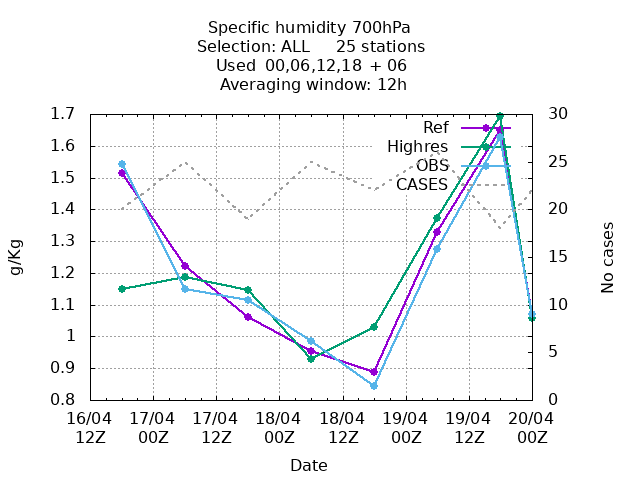 Specific humidity 700hPa
Selection: ALL 25 stations
Used 00,06,12,18 + 06
Averaging window: 12h
1.7
1.6
1.5
1.4
1.3
1.2
1.1
1
0.9
0.8
g/Kg
Ref
Highres
OBS
CASES
30
25
20
15
10
5
0
No cases
16/04 17/04 17/04 18/04 18/04 19/04 19/04 20/04
12Z 00Z 12Z 00Z 12Z 00Z 12Z 00Z
Date